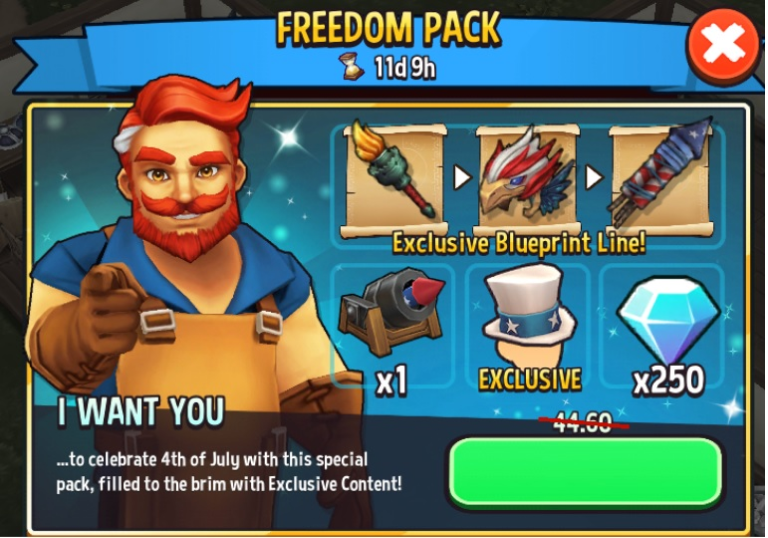 FREEDOM PACK
11d 9h
Exclusive Blueprint Line!
x1
EXCLUSIVE
x250
I WANT YOU
44.60
...to celebrate 4th of July with this special
pack, filled to the brim with Exclusive Content!